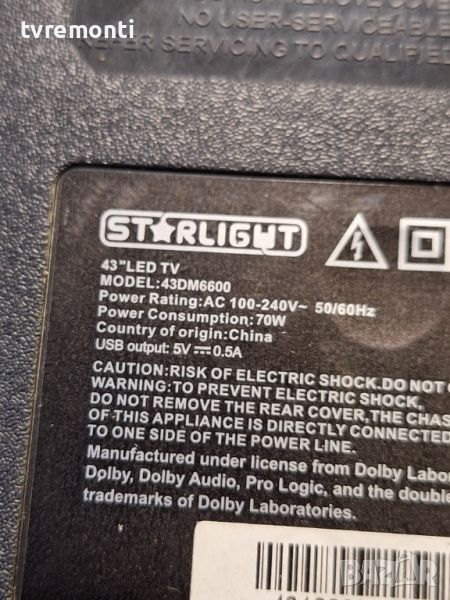 tvremonti
NO USER-SERVICEABLE
REFER SERVICING TO QUALIFIED
STARLIGHT
43"LED TV
MODEL:43DM6600
Power Rating:AC 100-240V~ 50/60Hz
Power Consumption:70W
Country of origin:China
USB output: 5V⎓0.5A
CAUTION:RISK OF ELECTRIC SHOCK.DO NOT
WARNING:TO PREVENT ELECTRIC SHOCK,
DO NOT REMOVE THE REAR COVER,THE CHAS
OF THIS APPLIANCE IS DIRECTLY CONNECTED
TO ONE SIDE OF THE POWER LINE.
Manufactured under license from Dolby Labor
Dolby, Dolby Audio, Pro Logic, and the double
trademarks of Dolby Laboratories.